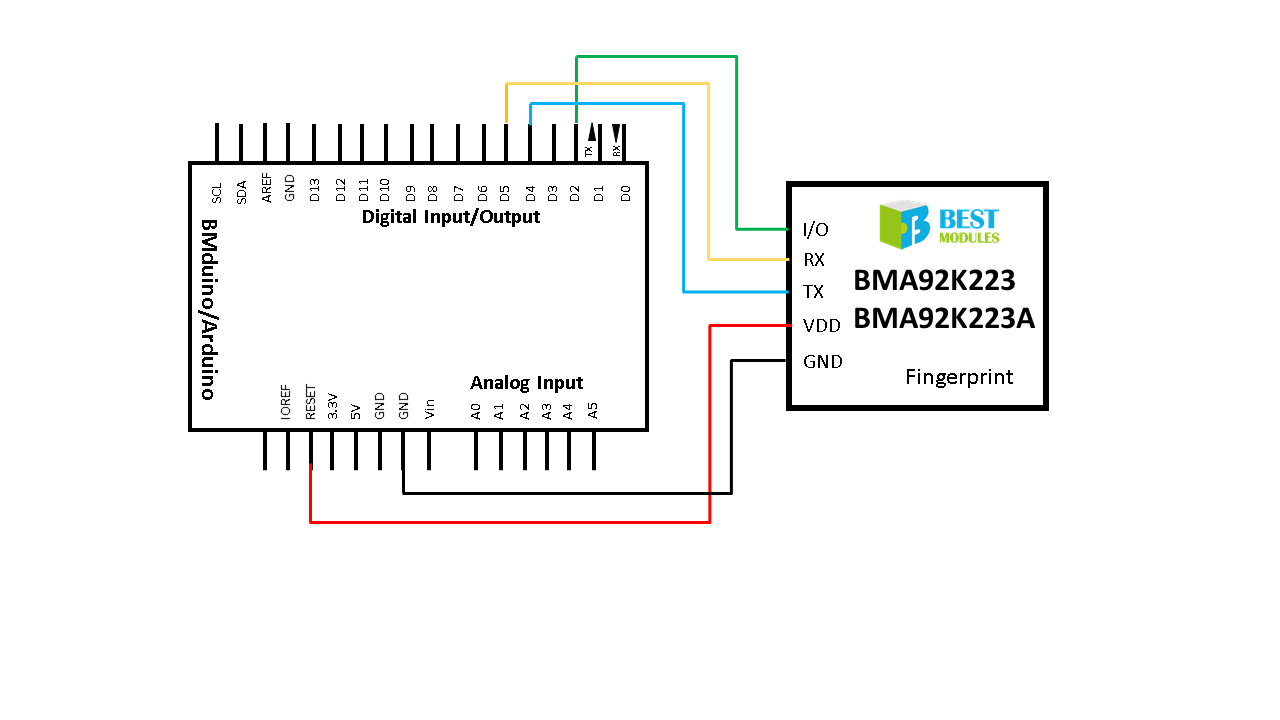 TX
RX
SCL
SDA
AREF
GND
D13
D12
D11
D10
D9
D8
D7
D6
D5
D4
D3
D2
D1
D0
Digital Input/Output
BMduino/Arduino
Analog Input
IOREF
RESET
3.3V
5V
GND
GND
Vin
A0
A1
A2
A3
A4
A5
BEST
MODULES
I/O
RX
TX
VDD
GND
BMA92K223
BMA92K223A
Fingerprint